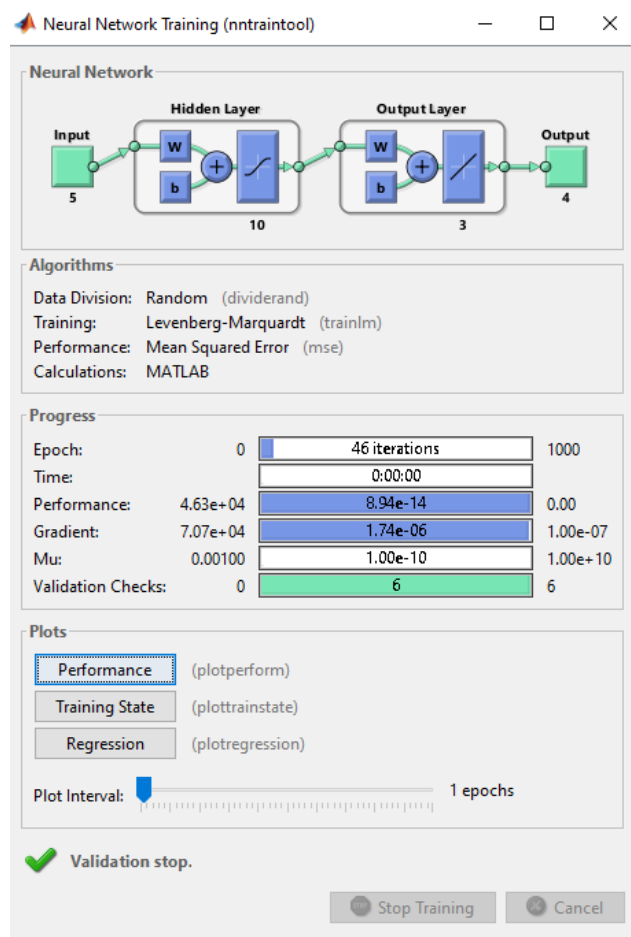 Neural Network Training (nntraintool)
Neural Network
Hidden Layer Output Layer
Input Output
W W
b b
5 4
10 3
Algorithms
Data Division: Random (dividerand)
Training: Levenberg-Marquardt (trainlm)
Performance: Mean Squared Error (mse)
Calculations: MATLAB
Progress
Epoch: 0 46 iterations 1000
Time: 0:00:00
Performance: 4.63e+04 8.94e-14 0.00
Gradient: 7.07e+04 1.74e-06 1.00e-07
Mu: 0.00100 1.00e-10 1.00e+10
Validation Checks: 0 6 6
Plots
Performance (plotperform)
Training State (plottrainstate)
Regression (plotregression)
Plot Interval: 1 epochs
Validation stop.
Stop Training Cancel